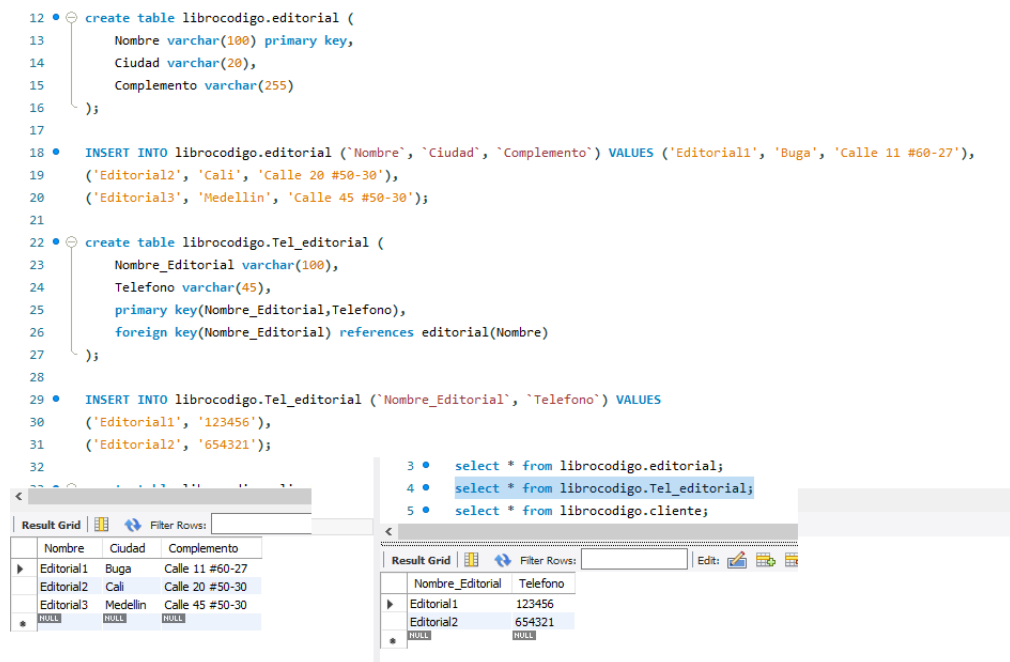 12 create table librocodigo.editorial (
13 Nombre varchar(100) primary key,
14 Ciudad varchar(20),
15 Complemento varchar(255)
16 );
17
18 INSERT INTO librocodigo.editorial (`Nombre`, `Ciudad`, `Complemento`) VALUES ('Editorial1', 'Buga', 'Calle 11 #60-27'),
19 ('Editorial2', 'Cali', 'Calle 20 #50-30'),
20 ('Editorial3', 'Medellin', 'Calle 45 #50-30');
21
22 create table librocodigo.Tel_editorial (
23 Nombre_Editorial varchar(100),
24 Telefono varchar(45),
25 primary key(Nombre_Editorial,Telefono),
26 foreign key(Nombre_Editorial) references editorial(Nombre)
27 );
28
29 INSERT INTO librocodigo.Tel_editorial (`Nombre_Editorial`, `Telefono`) VALUES
30 ('Editorial1', '123456'),
31 ('Editorial2', '654321');
32
3 select * from librocodigo.editorial;
4 select * from librocodigo.Tel_editorial;
5 select * from librocodigo.cliente;
Result Grid Filter Rows:
Nombre Ciudad Complemento
Editorial1 Buga Calle 11 #60-27
Editorial2 Cali Calle 20 #50-30
Editorial3 Medellin Calle 45 #50-30
NULL NULL NULL
Result Grid Filter Rows: Edit:
Nombre_Editorial Telefono
Editorial1 123456
Editorial2 654321
NULL NULL